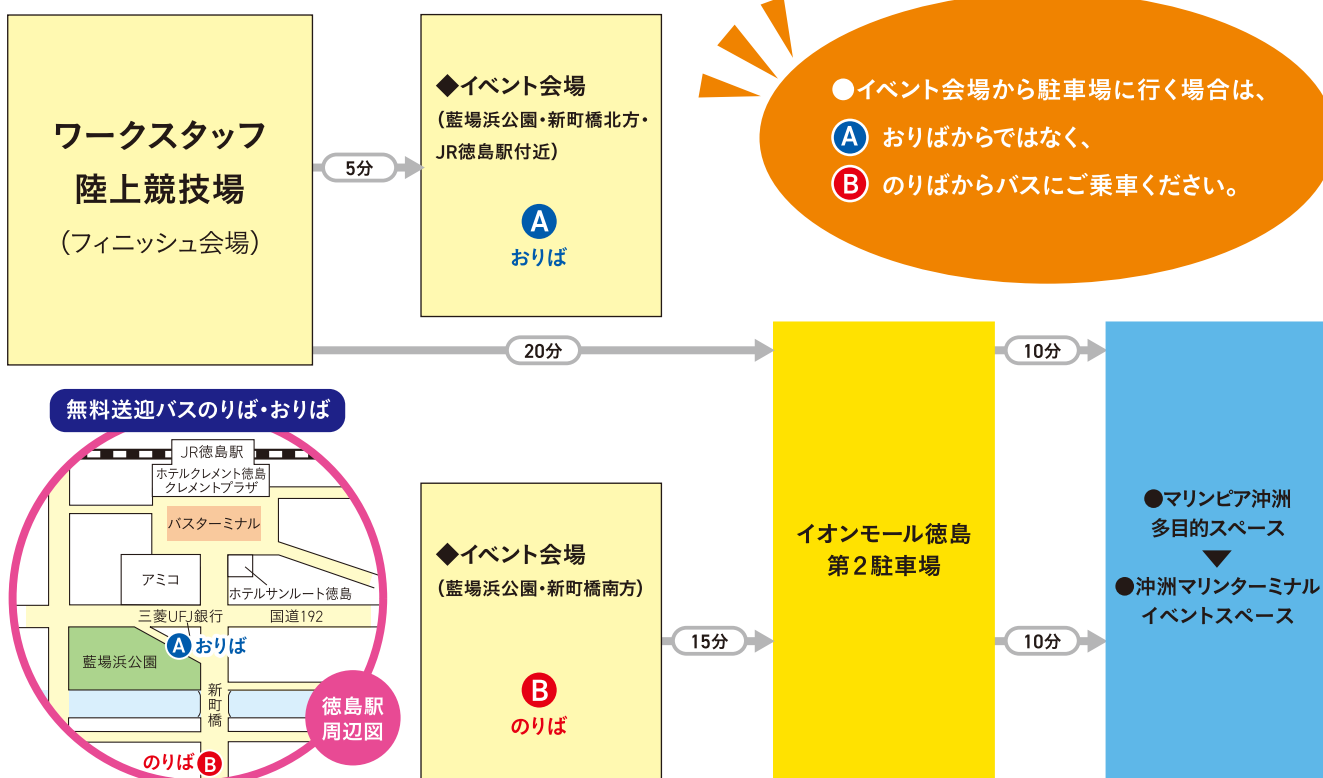 ワークスタッフ
陸上競技場
(フィニッシュ会場)
5分
◆イベント会場
(藍場浜公園・新町橋北方・
JR徳島駅付近)
A
おりば
●イベント会場から駐車場に行く場合は、
A おりばからではなく、
B のりばからバスにご乗車ください。
20分
10分
無料送迎バスのりば・おりば
JR徳島駅
ホテルクレメント徳島
クレメントプラザ
バスターミナル
アミコ
ホテルサンルート徳島
三菱UFJ銀行
国道192
A おりば
藍場浜公園
新町橋
のりば B
徳島駅
周辺図
◆イベント会場
(藍場浜公園・新町橋南方)
B
のりば
15分
イオンモール徳島
第2駐車場
10分
●マリンピア沖洲
多目的スペース
▼
●沖洲マリンターミナル
イベントスペース